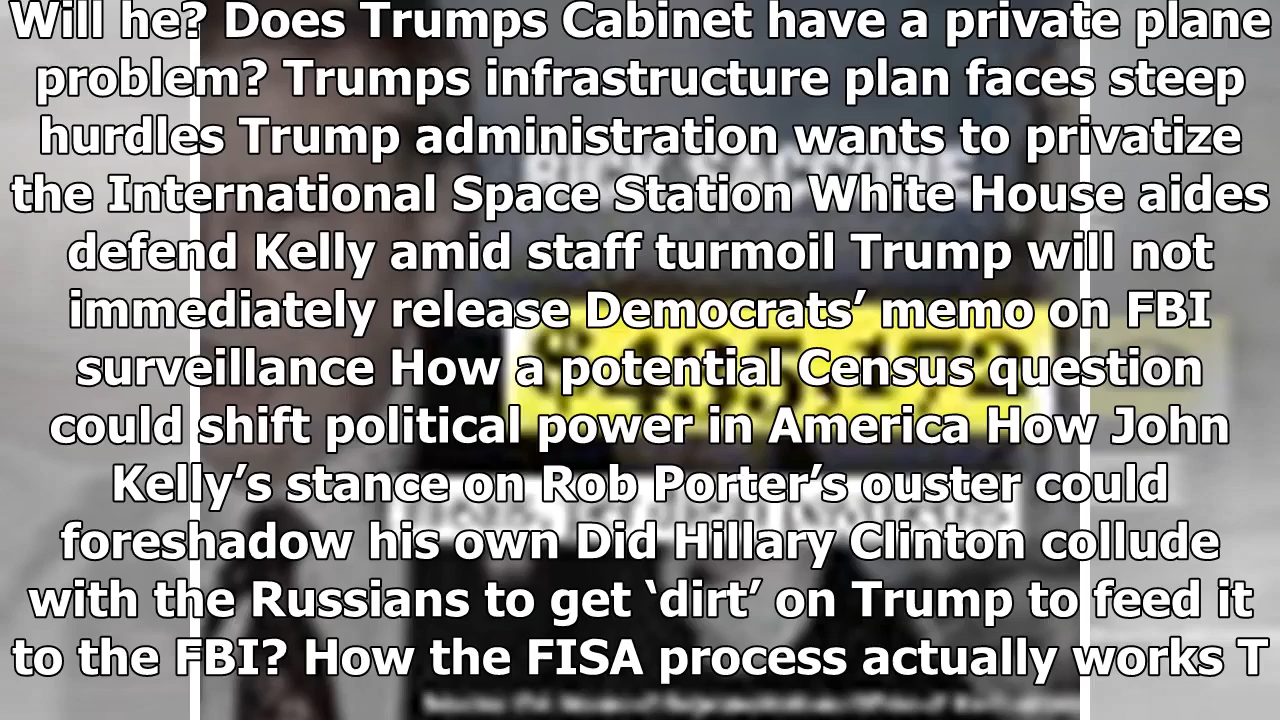 Will he? Does Trumps Cabinet have a private plane
problem? Trumps infrastructure plan faces steep
hurdles Trump administration wants to privatize
the International Space Station White House aides
defend Kelly amid staff turmoil Trump will not
immediately release Democrats’ memo on FBI
surveillance How a potential Census question
could shift political power in America How John
Kelly’s stance on Rob Porter’s ouster could
foreshadow his own Did Hillary Clinton collude
with the Russians to get ‘dirt’ on Trump to feed it
to the FBI? How the FISA process actually works T
$495,172